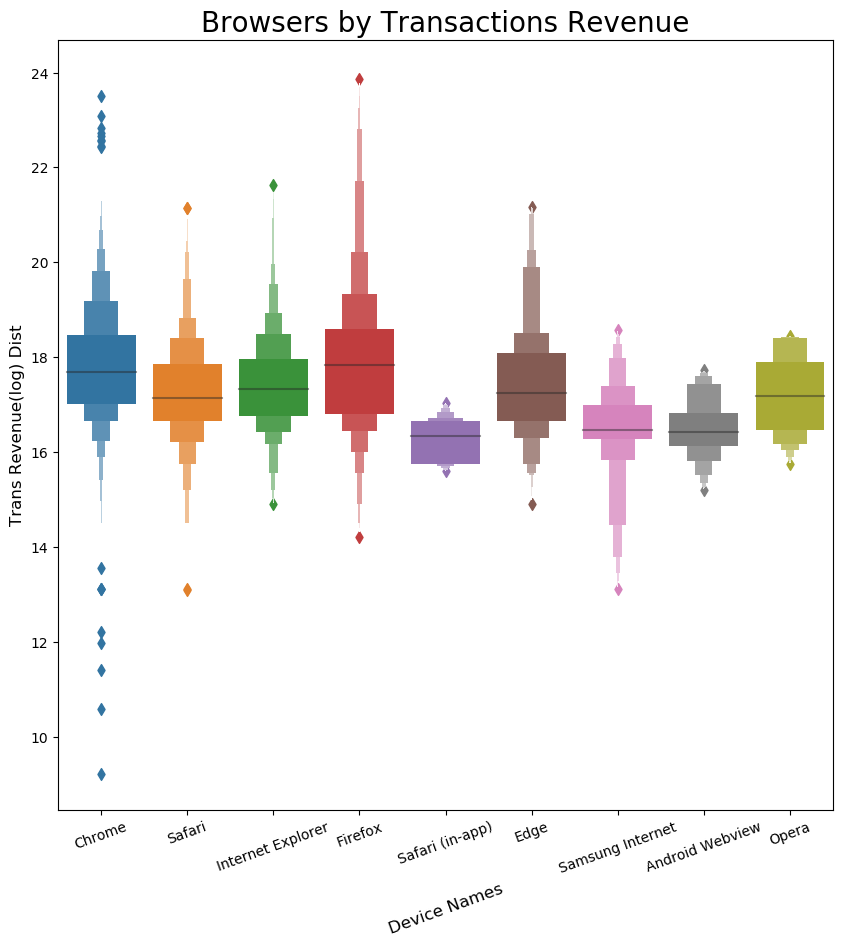 Browsers by Transactions Revenue
24
22
20
18
16
14
12
10
Trans Revenue(log) Dist
Chrome
Safari
Internet Explorer
Firefox
Safari (in-app)
Edge
Samsung Internet
Android Webview
Opera
Device Names